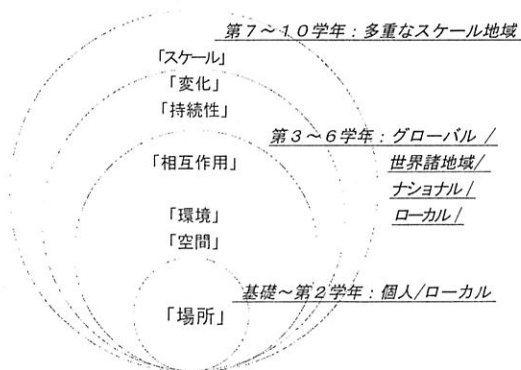 第７～１０学年：多重なスケール地域
「スケール」
「変化」
「持続性」
第３～６学年：グローバル /
「相互作用」
世界諸地域/
ナショナル /
「環境」
ローカル /
「空間」
基礎～第２学年：個人/ローカル
「場所」